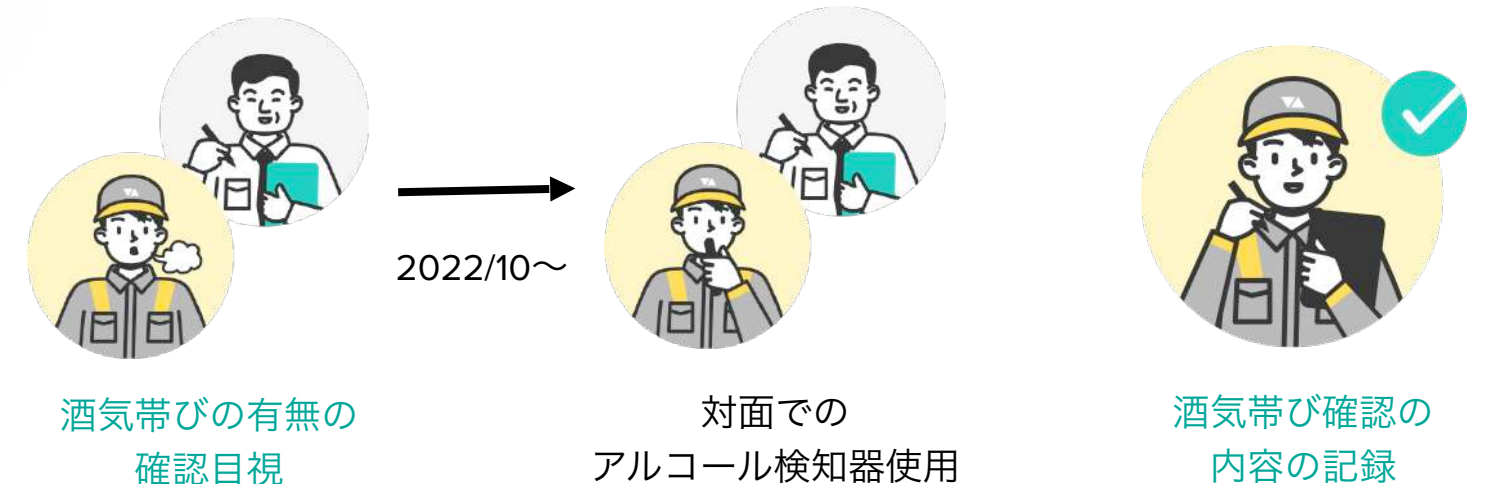 2022/10～
酒気帯びの有無の
確認目視
対面での
アルコール検知器使用
酒気帯び確認の
内容の記録